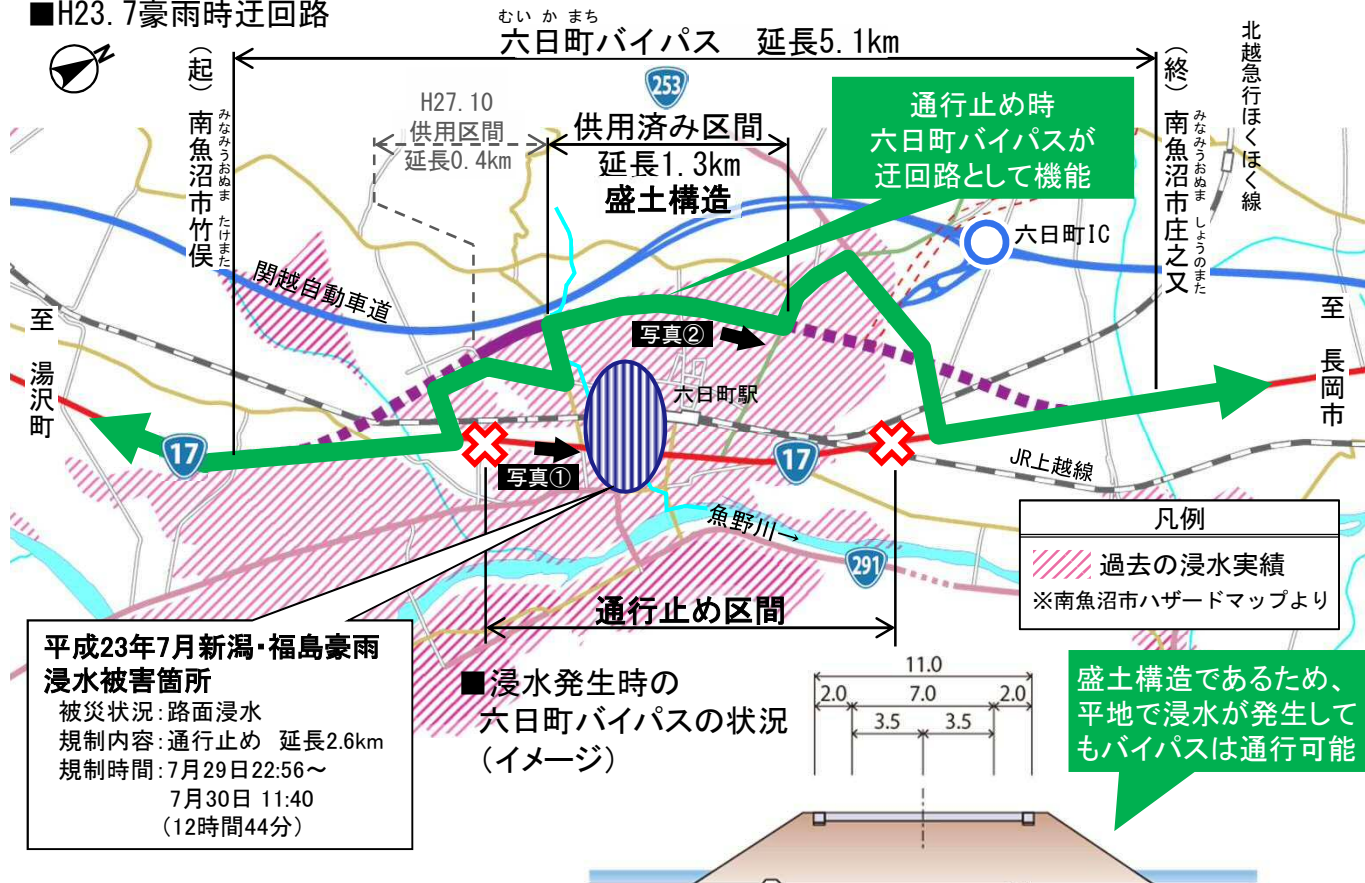 ■H23.7豪雨時迂回路
むいかまち
六日町バイパス 延長5.1km
N
253
(起)南魚沼市竹俣
みなみうおぬま たけまた
H27.10
供用区間
延長0.4km
供用済み区間
延長1.3km
盛土構造
通行止め時
六日町バイパスが
迂回路として機能
(終)南魚沼市庄之又
みなみうおぬま しょうのまた
北越急行ほくほく線
六日町IC
関越自動車道
至 湯沢町
至 長岡市
写真②
六日町駅
17
写真①
17
JR上越線
魚野川→
291
通行止め区間
凡例
過去の浸水実績
※南魚沼市ハザードマップより
平成23年7月新潟・福島豪雨
浸水被害箇所
被災状況:路面浸水
規制内容:通行止め 延長2.6km
規制時間:7月29日22:56~
7月30日 11:40
(12時間44分)
■浸水発生時の
六日町バイパスの状況
(イメージ)
11.0
2.0 7.0 2.0
3.5 3.5
盛土構造であるため、
平地で浸水が発生して
もバイパスは通行可能